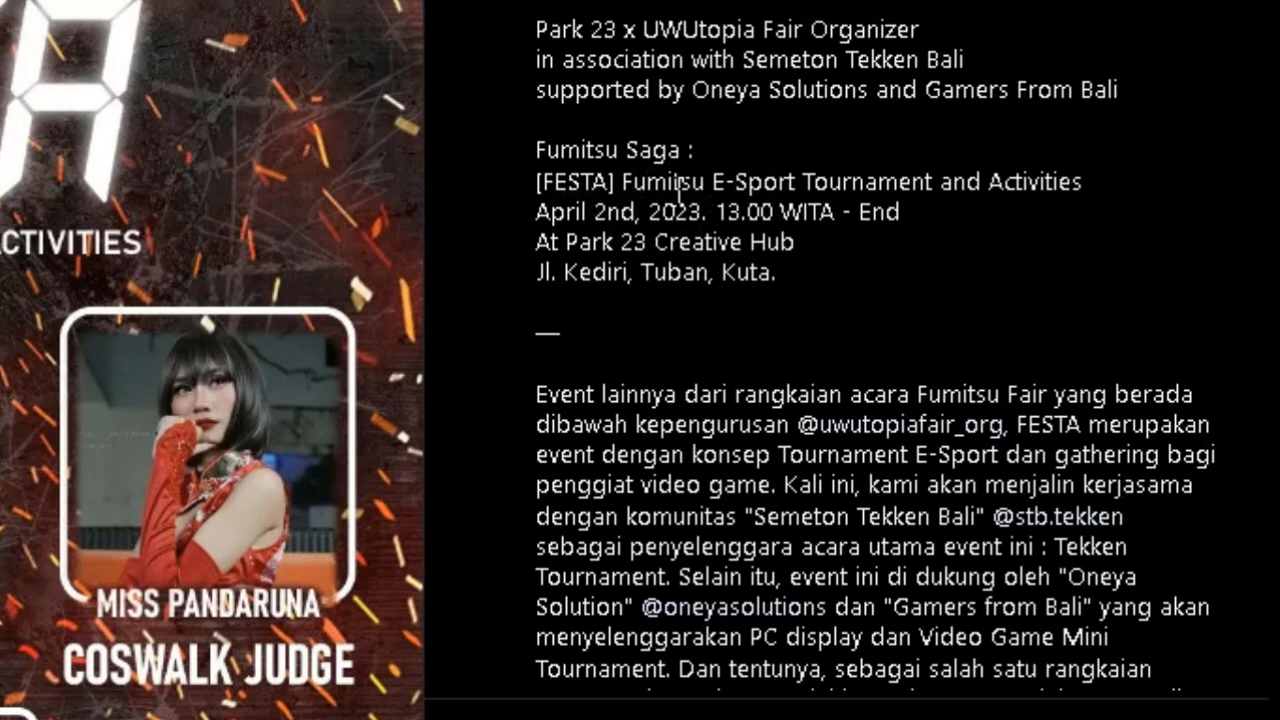 A
CTIVITIES
MISS PANDARUNA
COSWALK JUDGE
Park 23 x UWUtopia Fair Organizer
in association with Semeton Tekken Bali
supported by Oneya Solutions and Gamers From Bali
Fumitsu Saga :
[FESTA] Fumitsu E-Sport Tournament and Activities
April 2nd, 2023. 13.00 WITA - End
At Park 23 Creative Hub
Jl. Kediri, Tuban, Kuta.
—
Event lainnya dari rangkaian acara Fumitsu Fair yang berada
dibawah kepengurusan @uwutopiafair_org, FESTA merupakan
event dengan konsep Tournament E-Sport dan gathering bagi
penggiat video game. Kali ini, kami akan menjalin kerjasama
dengan komunitas "Semeton Tekken Bali" @stb.tekken
sebagai penyelenggara acara utama event ini : Tekken
Tournament. Selain itu, event ini di dukung oleh "Oneya
Solution" @oneyasolutions dan "Gamers from Bali" yang akan
menyelenggarakan PC display dan Video Game Mini
Tournament. Dan tentunya, sebagai salah satu rangkaian